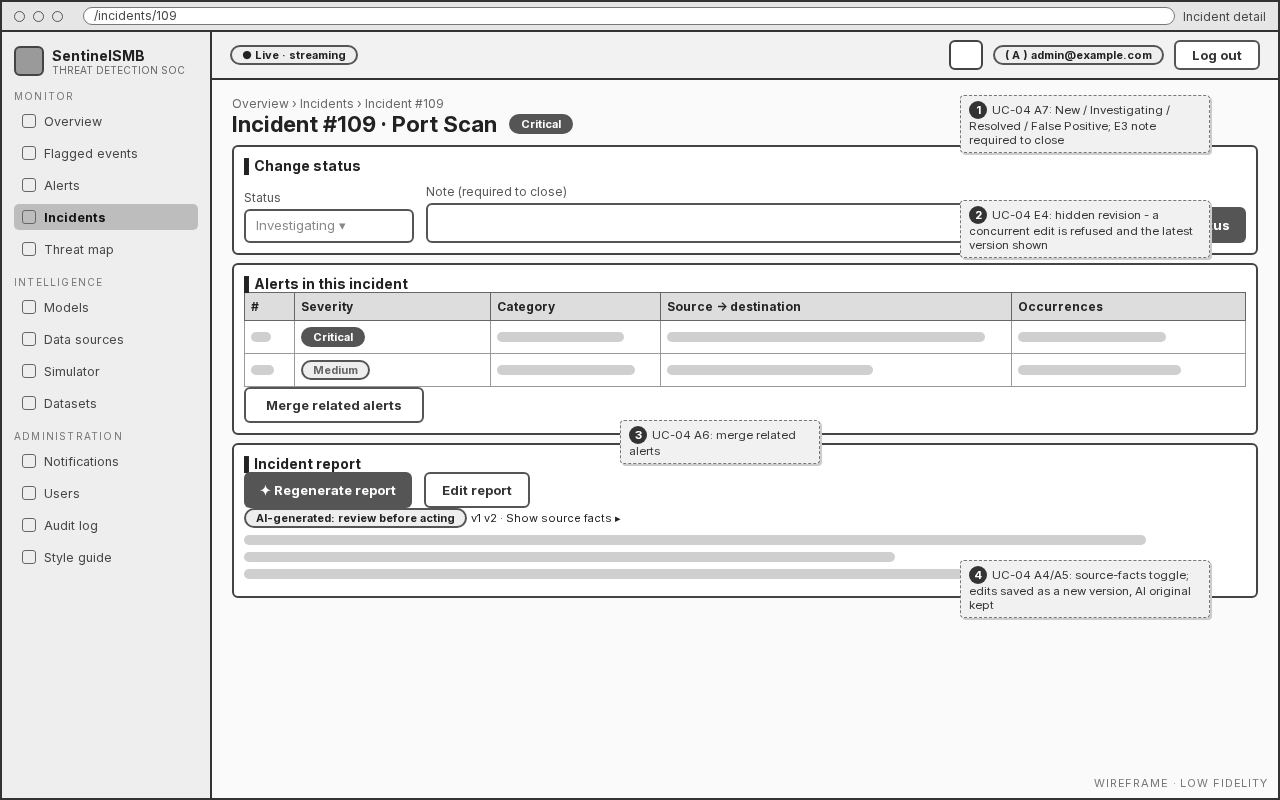 /incidents/109
Incident detail
SentinelSMB
THREAT DETECTION SOC
MONITOR
Overview
Flagged events
Alerts
Incidents
Threat map
INTELLIGENCE
Models
Data sources
Simulator
Datasets
ADMINISTRATION
Notifications
Users
Audit log
Style guide
● Live · streaming
( A ) admin@example.com
Log out
Overview › Incidents › Incident #109
Incident #109 · Port Scan
Critical
1 UC-04 A7: New / Investigating /
Resolved / False Positive; E3 note
required to close
Change status
Status
Note (required to close)
Investigating ▾
2 UC-04 E4: hidden revision - a
concurrent edit is refused and the latest
version shown
us
Alerts in this incident
# Severity Category Source → destination Occurrences
Critical
Medium
Merge related alerts
3 UC-04 A6: merge related
alerts
Incident report
✦ Regenerate report
Edit report
AI-generated: review before acting
v1 v2 · Show source facts ▸
4 UC-04 A4/A5: source-facts toggle;
edits saved as a new version, AI original
kept
WIREFRAME · LOW FIDELITY